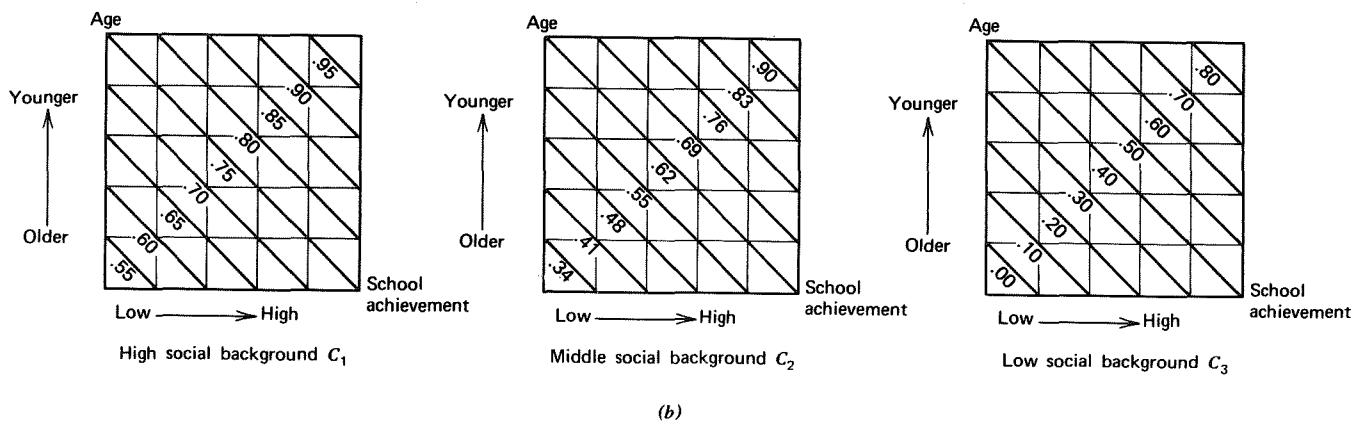 Age
.95
.90
.85
.80
.75
.70
.65
.60
.55
Younger
Older
School
achievement
Low High
High social background C1
Age
.90
.83
.76
.69
.62
.55
.48
.41
.34
Younger
Older
School
achievement
Low High
Middle social background C2
Age
.80
.70
.60
.50
.40
.30
.20
.10
.00
Younger
Older
School
achievement
Low High
Low social background C3
(b)